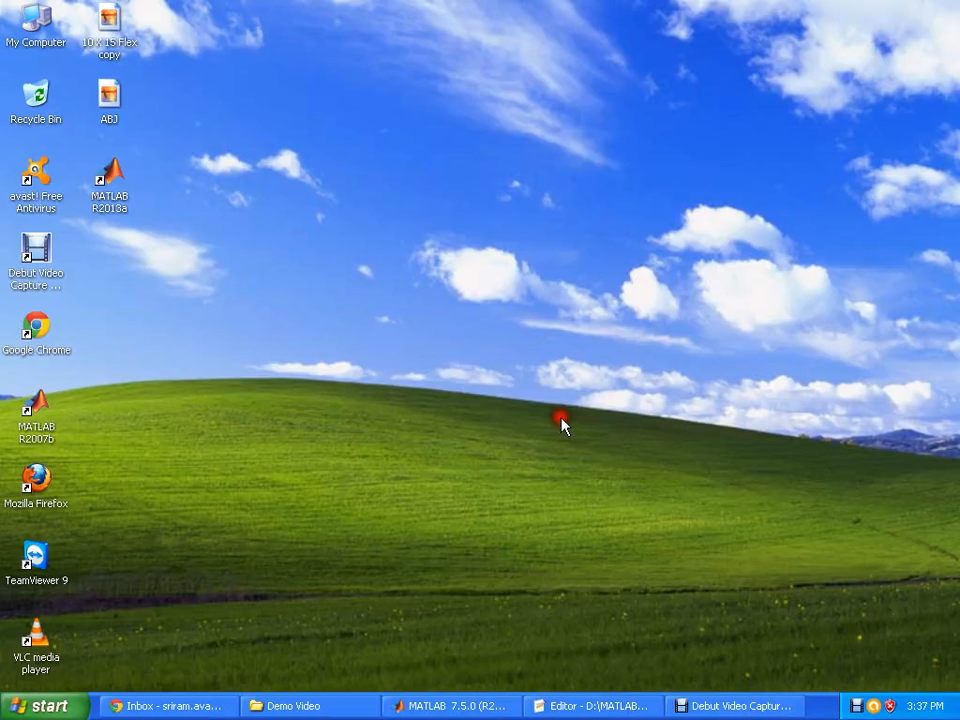 My Computer
10 X 15 Flex
copy
Recycle Bin
ABJ
avast! Free
Antivirus
MATLAB
R2013a
Debut Video
Capture ...
Google Chrome
MATLAB
R2007b
Mozilla Firefox
TeamViewer 9
VLC media
player
start
Inbox - sriram.ava...
Demo Video
MATLAB 7.5.0 (R2...
Editor - D:\MATLAB...
Debut Video Captur...
3:37 PM